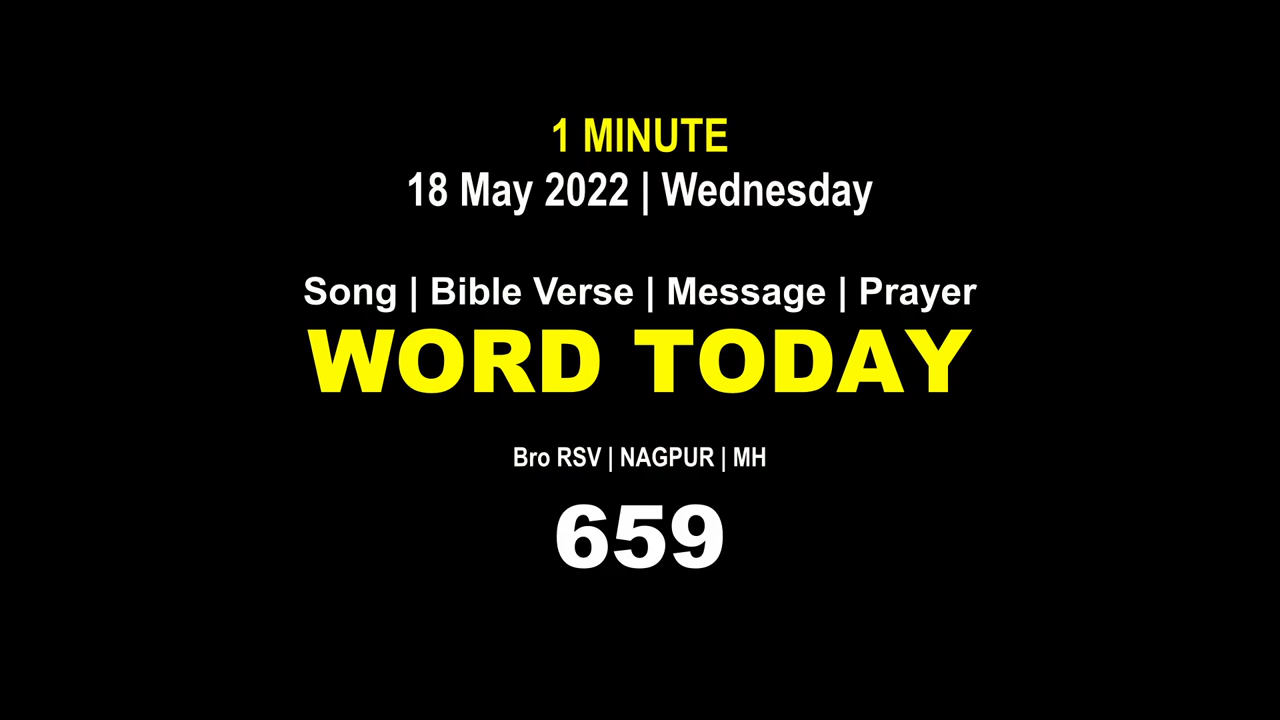 1 MINUTE
18 May 2022 | Wednesday
Song | Bible Verse | Message | Prayer
WORD TODAY
Bro RSV | NAGPUR | MH
659